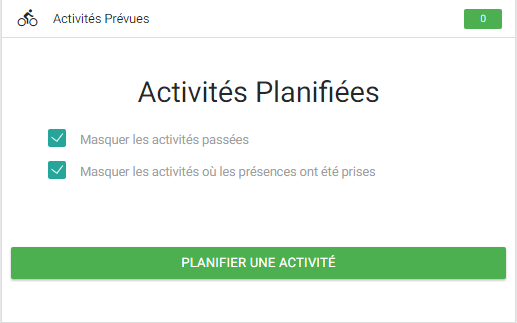 Activités Prévues
0
Activités Planifiées
Masquer les activités passées
Masquer les activités où les présences ont été prises
PLANIFIER UNE ACTIVITÉ